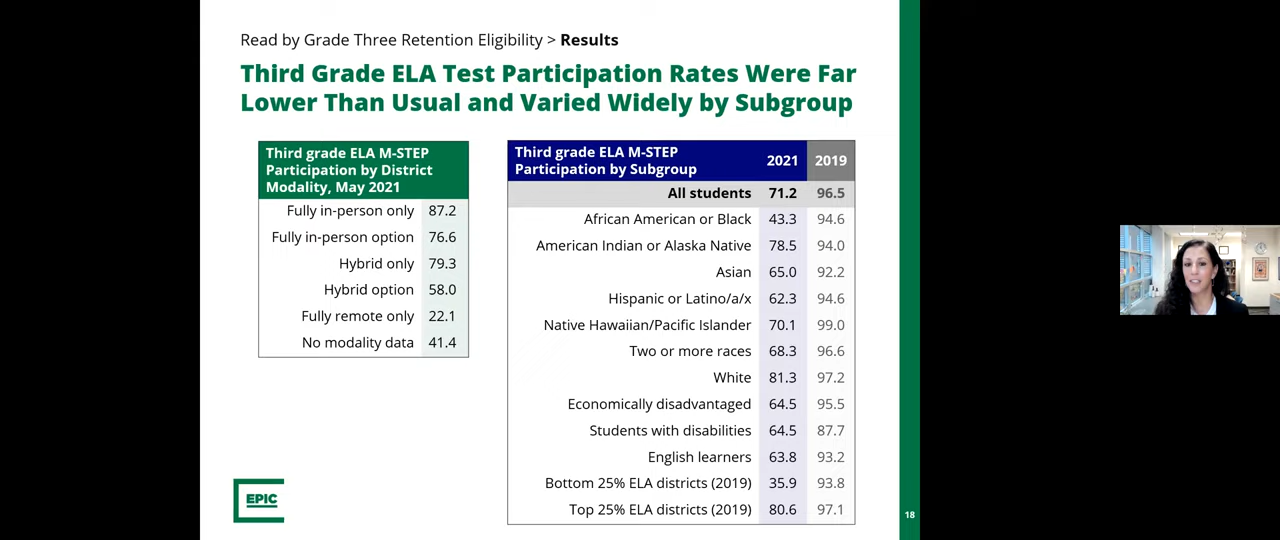 Read by Grade Three Retention Eligibility > Results
Third Grade ELA Test Participation Rates Were Far
Lower Than Usual and Varied Widely by Subgroup
Third grade ELA M-STEP
Participation by District
Modality, May 2021
Fully in-person only 87.2
Fully in-person option 76.6
Hybrid only 79.3
Hybrid option 58.0
Fully remote only 22.1
No modality data 41.4
Third grade ELA M-STEP
Participation by Subgroup 2021 2019
All students 71.2 96.5
African American or Black 43.3 94.6
American Indian or Alaska Native 78.5 94.0
Asian 65.0 92.2
Hispanic or Latino/a/x 62.3 94.6
Native Hawaiian/Pacific Islander 70.1 99.0
Two or more races 68.3 96.6
White 81.3 97.2
Economically disadvantaged 64.5 95.5
Students with disabilities 64.5 87.7
English learners 63.8 93.2
Bottom 25% ELA districts (2019) 35.9 93.8
Top 25% ELA districts (2019) 80.6 97.1
EPIC
18